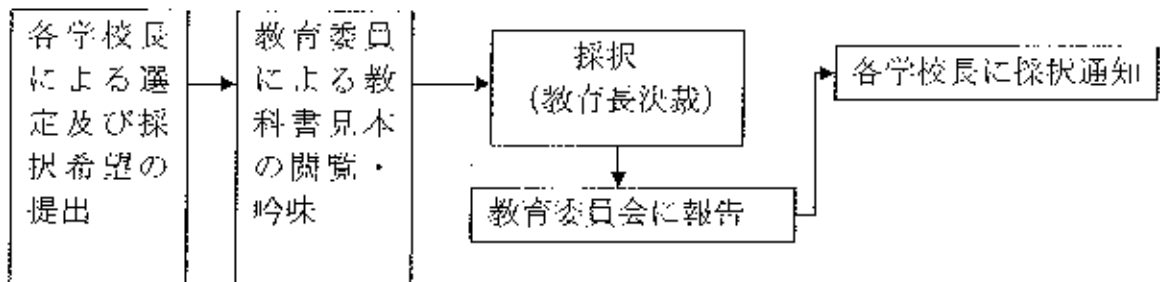 各学校長
による選
定及び採
択希望の
提出
教育委員
による教
科書見本
の閲覧・
吟味
採択
(教育長決裁)
教育委員会に報告
各学校長に採択通知